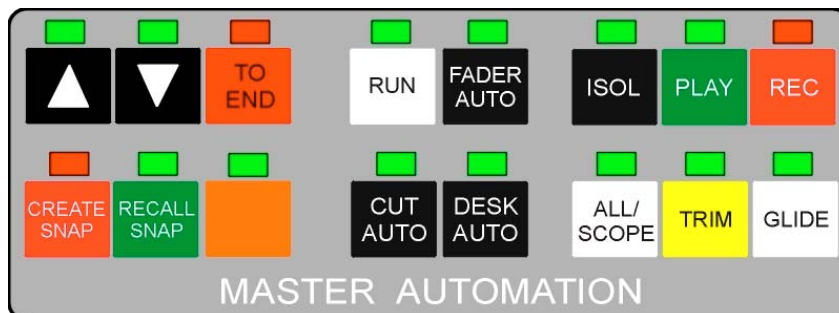 TO
END
RUN
FADER
AUTO
ISOL
PLAY
REC
CREATE
SNAP
RECALL
SNAP
CUT
AUTO
DESK
AUTO
ALL/
SCOPE
TRIM
GLIDE
MASTER AUTOMATION